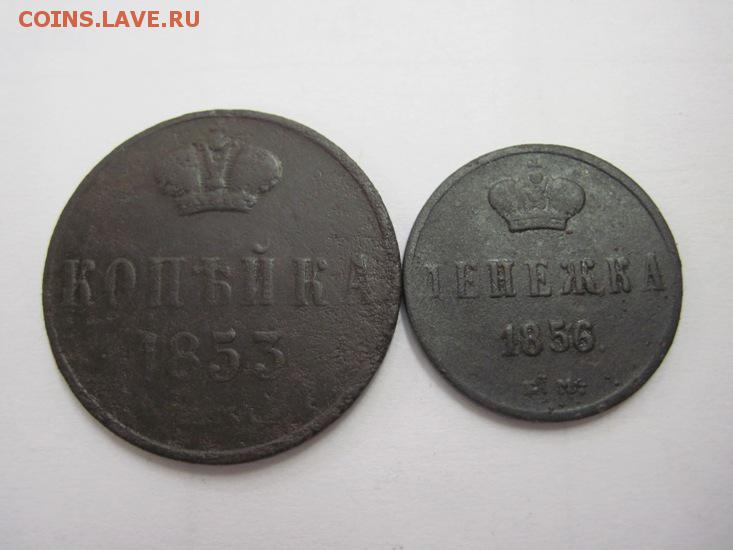 COINS.LAVE.RU
КОПѢЙКА
1853
ДЕНЕЖКА
1856.